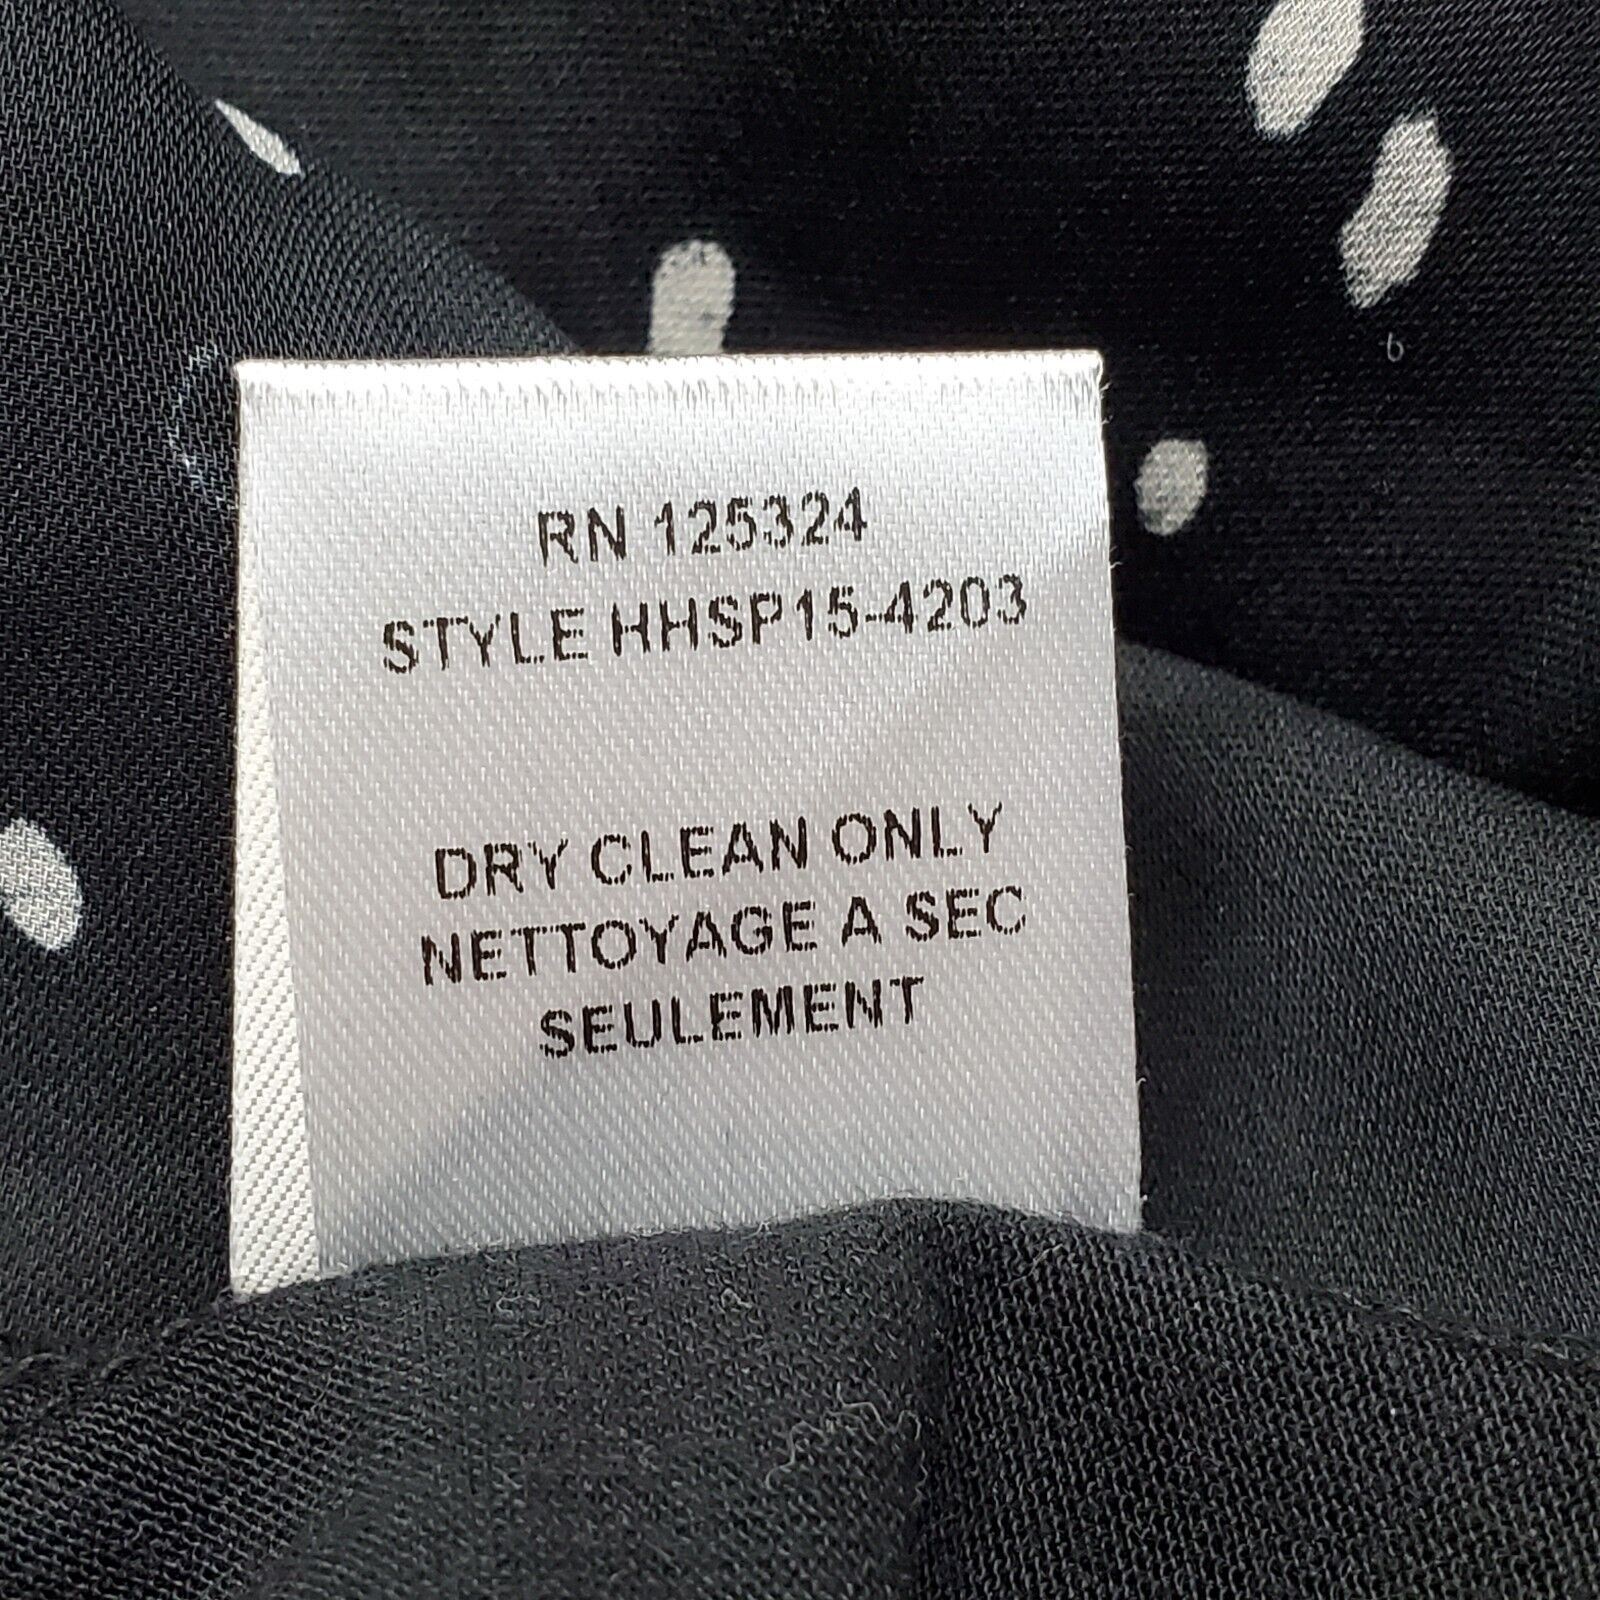 RN 125324
STYLE HHSP15-4203
DRY CLEAN ONLY
NETTOYAGE A SEC
SEULEMENT